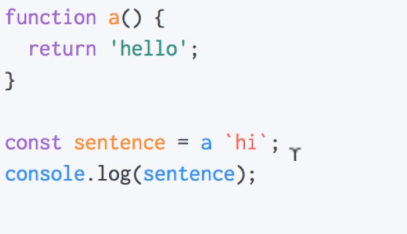 function a() {
  return 'hello';
}
const sentence = a `hi`;
console.log(sentence);